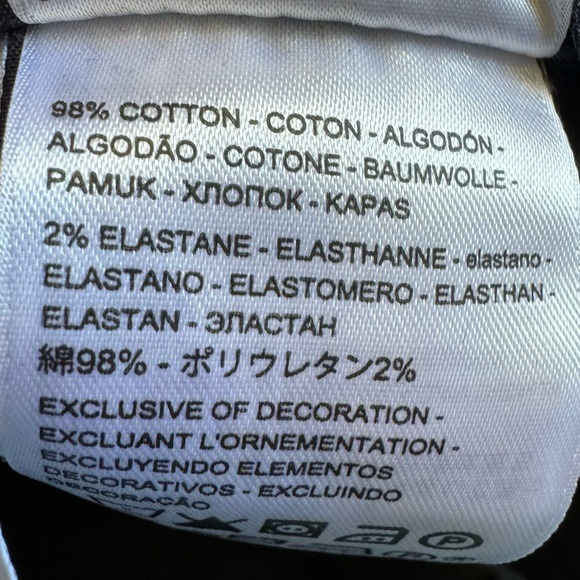 98% COTTON - COTON - ALGODÓN -
ALGODÃO - COTONE - BAUMWOLLE -
PAMUK - ХЛОПОК - KAPAS
2% ELASTANE - ELASTHANNE - elastano -
ELASTANO - ELASTOMERO - ELASTHAN -
ELASTAN - ЭЛАСТАН
綿98% - ポリウレタン2%
EXCLUSIVE OF DECORATION -
EXCLUANT L'ORNEMENTATION -
EXCLUYENDO ELEMENTOS
DECORATIVOS - EXCLUINDO
DECORAÇÃO